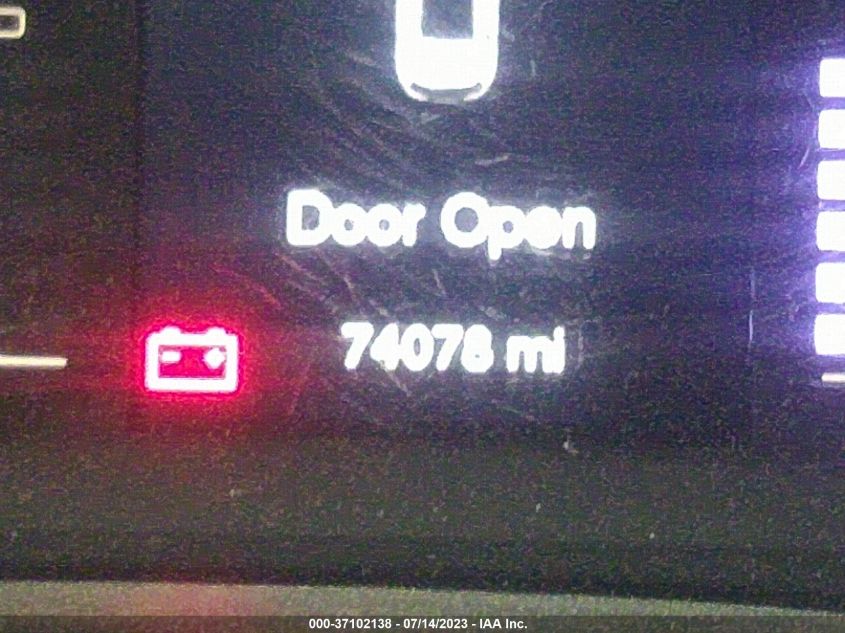 Door Open
74078 mi
000-37102138 - 07/14/2023 - IAA Inc.